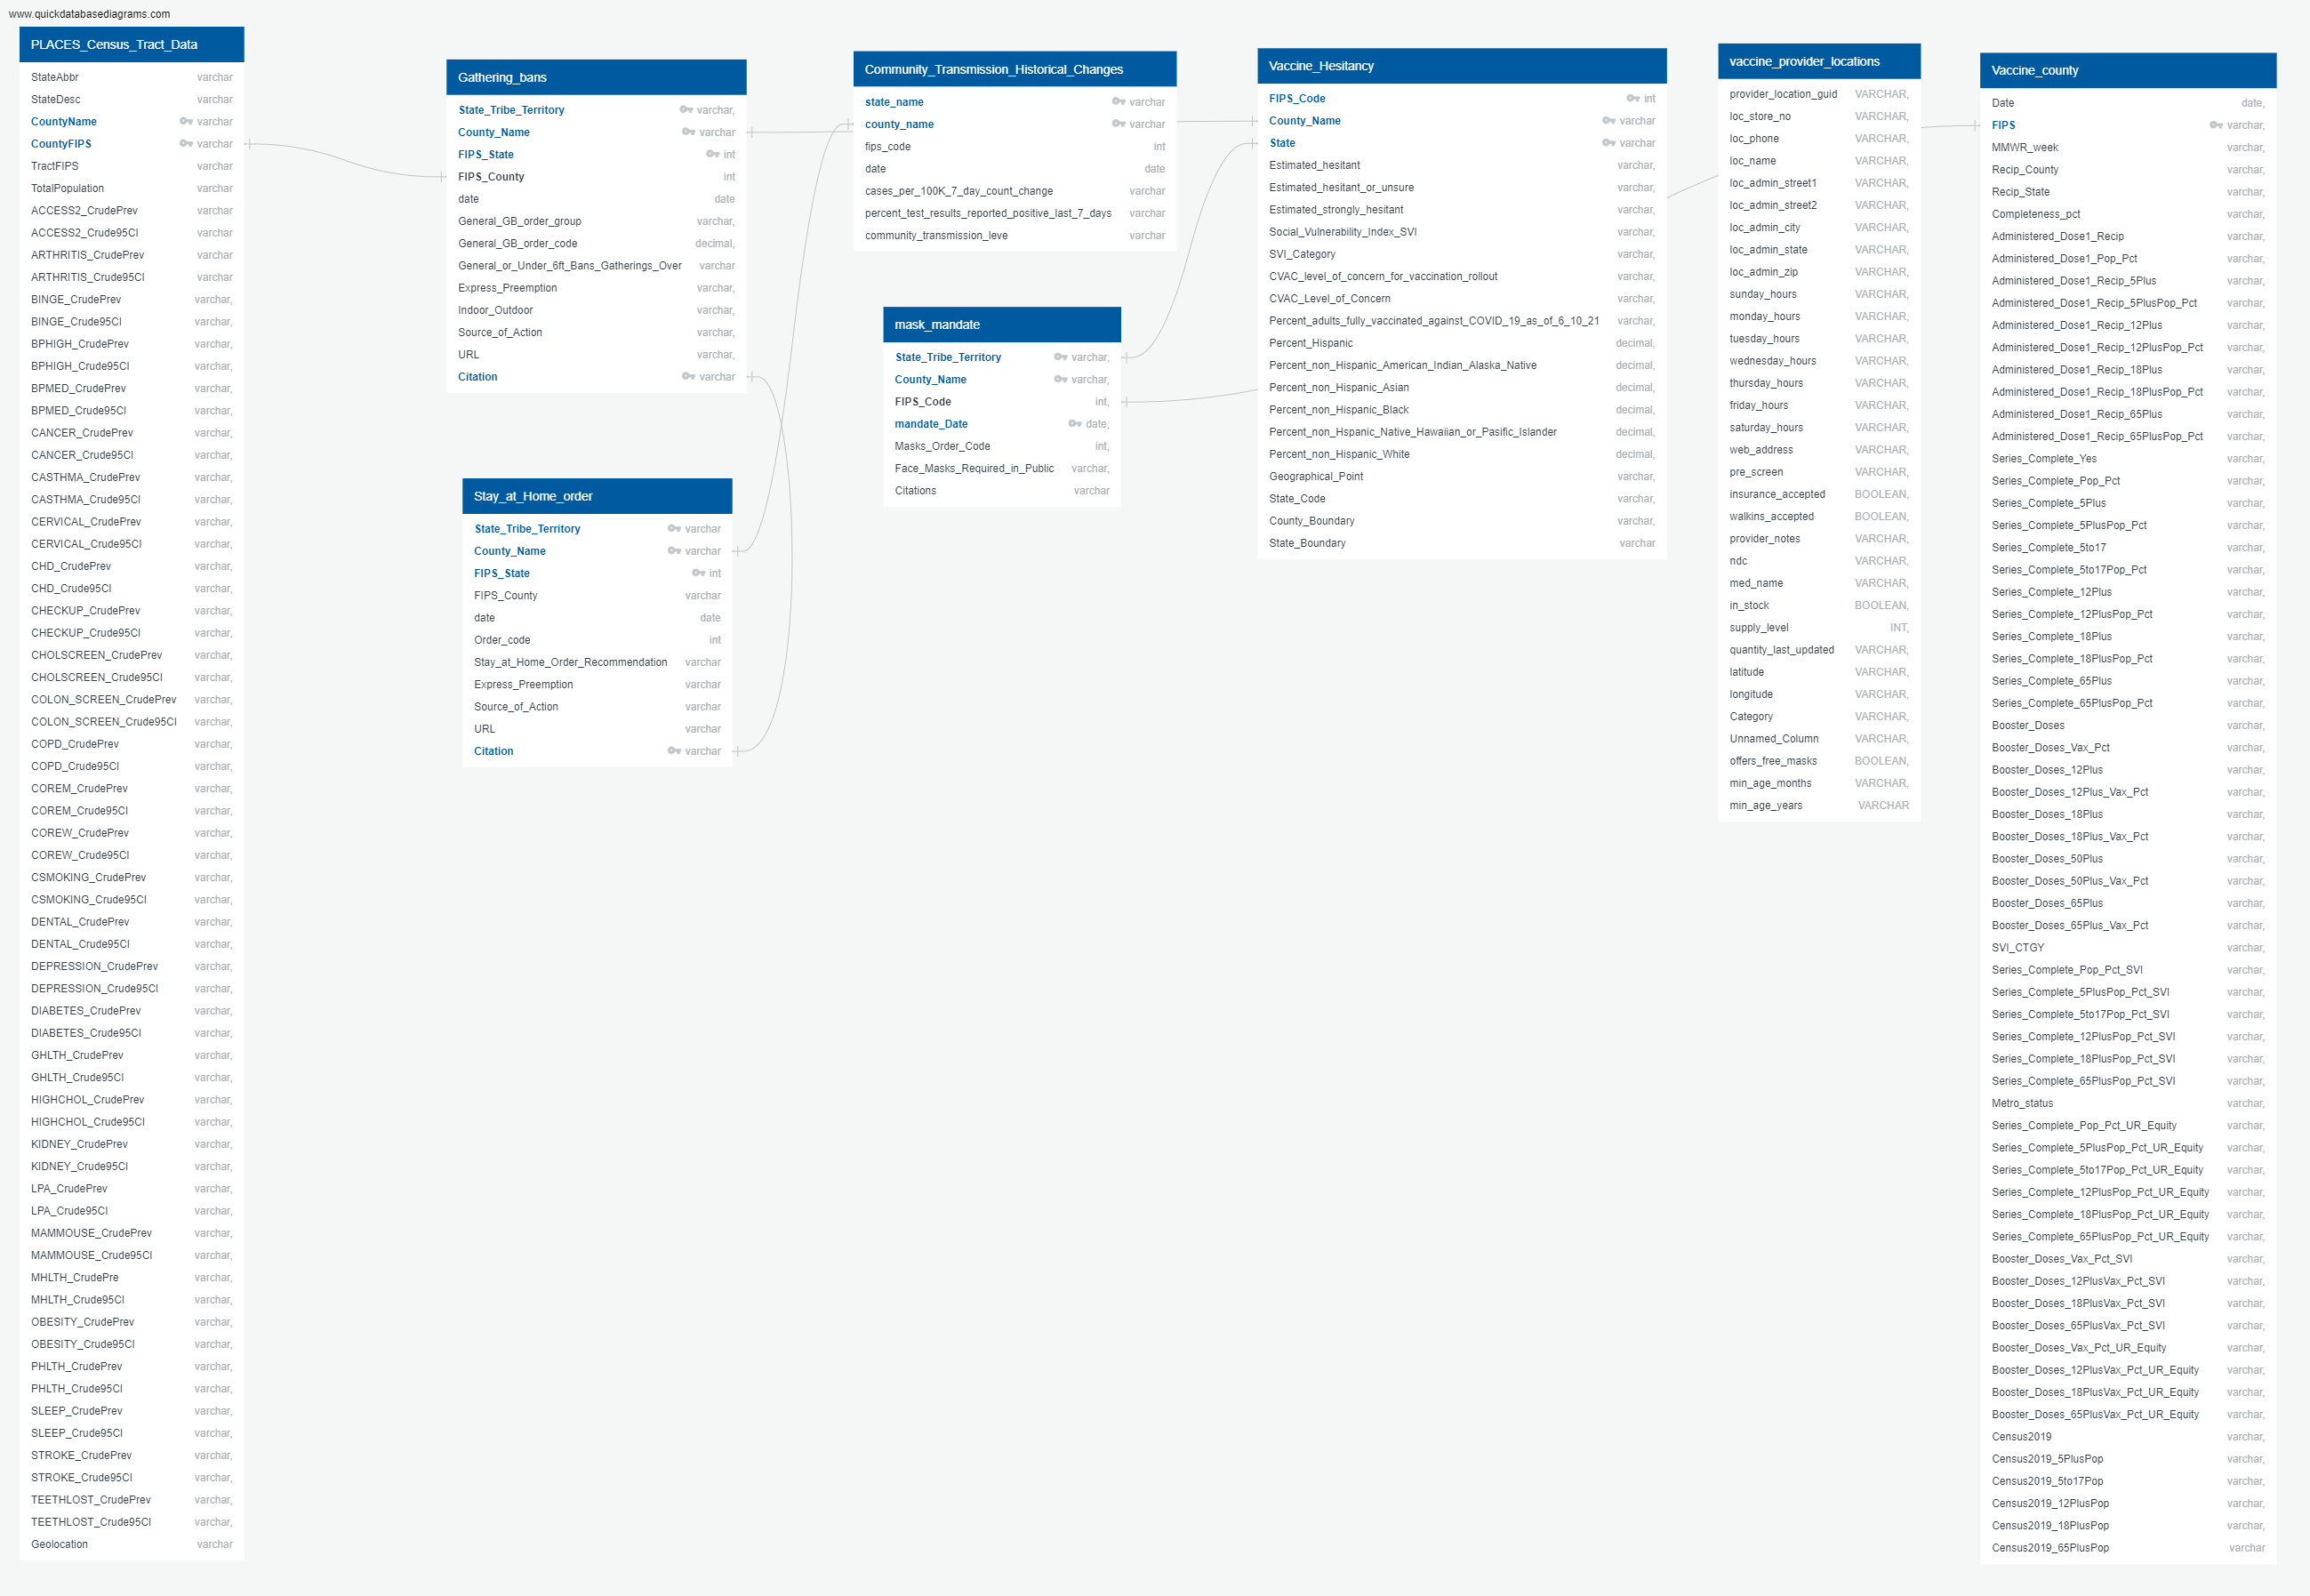 www.quickdatabasediagrams.com
PLACES_Census_Tract_Data
StateAbbr varchar
StateDesc varchar
CountyName varchar
CountyFIPS varchar
TractFIPS varchar
TotalPopulation varchar
ACCESS2_CrudePrev varchar
ACCESS2_Crude95CI varchar
ARTHRITIS_CrudePrev varchar
ARTHRITIS_Crude95CI varchar
BINGE_CrudePrev varchar,
BINGE_Crude95CI varchar,
BPHIGH_CrudePrev varchar,
BPHIGH_Crude95CI varchar,
BPMED_CrudePrev varchar,
BPMED_Crude95CI varchar,
CANCER_CrudePrev varchar,
CANCER_Crude95CI varchar,
CASTHMA_CrudePrev varchar,
CASTHMA_Crude95CI varchar,
CERVICAL_CrudePrev varchar,
CERVICAL_Crude95CI varchar,
CHD_CrudePrev varchar,
CHD_Crude95CI varchar,
CHECKUP_CrudePrev varchar,
CHECKUP_Crude95CI varchar,
CHOLSCREEN_CrudePrev varchar,
CHOLSCREEN_Crude95CI varchar,
COLON_SCREEN_CrudePrev varchar,
COLON_SCREEN_Crude95CI varchar,
COPD_CrudePrev varchar,
COPD_Crude95CI varchar,
COREM_CrudePrev varchar,
COREM_Crude95CI varchar,
COREW_CrudePrev varchar,
COREW_Crude95CI varchar,
CSMOKING_CrudePrev varchar,
CSMOKING_Crude95CI varchar,
DENTAL_CrudePrev varchar,
DENTAL_Crude95CI varchar,
DEPRESSION_CrudePrev varchar,
DEPRESSION_Crude95CI varchar,
DIABETES_CrudePrev varchar,
DIABETES_Crude95CI varchar,
GHLTH_CrudePrev varchar,
GHLTH_Crude95CI varchar,
HIGHCHOL_CrudePrev varchar,
HIGHCHOL_Crude95CI varchar,
KIDNEY_CrudePrev varchar,
KIDNEY_Crude95CI varchar,
LPA_CrudePrev varchar,
LPA_Crude95CI varchar,
MAMMOUSE_CrudePrev varchar,
MAMMOUSE_Crude95CI varchar,
MHLTH_CrudePre varchar,
MHLTH_Crude95CI varchar,
OBESITY_CrudePrev varchar,
OBESITY_Crude95CI varchar,
PHLTH_CrudePrev varchar,
PHLTH_Crude95CI varchar,
SLEEP_CrudePrev varchar,
SLEEP_Crude95CI varchar,
STROKE_CrudePrev varchar,
STROKE_Crude95CI varchar,
TEETHLOST_CrudePrev varchar,
TEETHLOST_Crude95CI varchar,
Geolocation varchar
Gathering_bans
State_Tribe_Territory varchar,
County_Name varchar
FIPS_State int
FIPS_County int
date date
General_GB_order_group varchar,
General_GB_order_code decimal,
General_or_Under_6ft_Bans_Gatherings_Over varchar
Express_Preemption varchar,
Indoor_Outdoor varchar,
Source_of_Action varchar,
URL varchar,
Citation varchar
Stay_at_Home_order
State_Tribe_Territory varchar
County_Name varchar
FIPS_State int
FIPS_County varchar
date date
Order_code int
Stay_at_Home_Order_Recommendation varchar
Express_Preemption varchar
Source_of_Action varchar
URL varchar
Citation varchar
Community_Transmission_Historical_Changes
state_name varchar
county_name varchar
fips_code int
date date
cases_per_100K_7_day_count_change varchar
percent_test_results_reported_positive_last_7_days varchar
community_transmission_leve varchar
mask_mandate
State_Tribe_Territory varchar,
County_Name varchar,
FIPS_Code int,
mandate_Date date,
Masks_Order_Code int,
Face_Masks_Required_in_Public varchar,
Citations varchar
Vaccine_Hesitancy
FIPS_Code int
County_Name varchar
State varchar
Estimated_hesitant varchar,
Estimated_hesitant_or_unsure varchar,
Estimated_strongly_hesitant varchar,
Social_Vulnerability_Index_SVI varchar,
SVI_Category varchar,
CVAC_level_of_concern_for_vaccination_rollout varchar,
CVAC_Level_of_Concern varchar,
Percent_adults_fully_vaccinated_against_COVID_19_as_of_6_10_21 varchar,
Percent_Hispanic decimal,
Percent_non_Hispanic_American_Indian_Alaska_Native decimal,
Percent_non_Hispanic_Asian decimal,
Percent_non_Hispanic_Black decimal,
Percent_non_Hspanic_Native_Hawaiian_or_Pasific_Islander decimal,
Percent_non_Hispanic_White decimal,
Geographical_Point varchar,
State_Code varchar,
County_Boundary varchar,
State_Boundary varchar
vaccine_provider_locations
provider_location_guid VARCHAR,
loc_store_no VARCHAR,
loc_phone VARCHAR,
loc_name VARCHAR,
loc_admin_street1 VARCHAR,
loc_admin_street2 VARCHAR,
loc_admin_city VARCHAR,
loc_admin_state VARCHAR,
loc_admin_zip VARCHAR,
sunday_hours VARCHAR,
monday_hours VARCHAR,
tuesday_hours VARCHAR,
wednesday_hours VARCHAR,
thursday_hours VARCHAR,
friday_hours VARCHAR,
saturday_hours VARCHAR,
web_address VARCHAR,
pre_screen VARCHAR,
insurance_accepted BOOLEAN,
walkins_accepted BOOLEAN,
provider_notes VARCHAR,
ndc VARCHAR,
med_name VARCHAR,
in_stock BOOLEAN,
supply_level INT,
quantity_last_updated VARCHAR,
latitude VARCHAR,
longitude VARCHAR,
Category VARCHAR,
Unnamed_Column VARCHAR,
offers_free_masks BOOLEAN,
min_age_months VARCHAR,
min_age_years VARCHAR
Vaccine_county
Date date,
FIPS varchar,
MMWR_week varchar,
Recip_County varchar,
Recip_State varchar,
Completeness_pct varchar,
Administered_Dose1_Recip varchar,
Administered_Dose1_Pop_Pct varchar,
Administered_Dose1_Recip_5Plus varchar,
Administered_Dose1_Recip_5PlusPop_Pct varchar,
Administered_Dose1_Recip_12Plus varchar,
Administered_Dose1_Recip_12PlusPop_Pct varchar,
Administered_Dose1_Recip_18Plus varchar,
Administered_Dose1_Recip_18PlusPop_Pct varchar,
Administered_Dose1_Recip_65Plus varchar,
Administered_Dose1_Recip_65PlusPop_Pct varchar,
Series_Complete_Yes varchar,
Series_Complete_Pop_Pct varchar,
Series_Complete_5Plus varchar,
Series_Complete_5PlusPop_Pct varchar,
Series_Complete_5to17 varchar,
Series_Complete_5to17Pop_Pct varchar,
Series_Complete_12Plus varchar,
Series_Complete_12PlusPop_Pct varchar,
Series_Complete_18Plus varchar,
Series_Complete_18PlusPop_Pct varchar,
Series_Complete_65Plus varchar,
Series_Complete_65PlusPop_Pct varchar,
Booster_Doses varchar,
Booster_Doses_Vax_Pct varchar,
Booster_Doses_12Plus varchar,
Booster_Doses_12Plus_Vax_Pct varchar,
Booster_Doses_18Plus varchar,
Booster_Doses_18Plus_Vax_Pct varchar,
Booster_Doses_50Plus varchar,
Booster_Doses_50Plus_Vax_Pct varchar,
Booster_Doses_65Plus varchar,
Booster_Doses_65Plus_Vax_Pct varchar,
SVI_CTGY varchar,
Series_Complete_Pop_Pct_SVI varchar,
Series_Complete_5PlusPop_Pct_SVI varchar,
Series_Complete_5to17Pop_Pct_SVI varchar,
Series_Complete_12PlusPop_Pct_SVI varchar,
Series_Complete_18PlusPop_Pct_SVI varchar,
Series_Complete_65PlusPop_Pct_SVI varchar,
Metro_status varchar,
Series_Complete_Pop_Pct_UR_Equity varchar,
Series_Complete_5PlusPop_Pct_UR_Equity varchar,
Series_Complete_5to17Pop_Pct_UR_Equity varchar,
Series_Complete_12PlusPop_Pct_UR_Equity varchar,
Series_Complete_18PlusPop_Pct_UR_Equity varchar,
Series_Complete_65PlusPop_Pct_UR_Equity varchar,
Booster_Doses_Vax_Pct_SVI varchar,
Booster_Doses_12PlusVax_Pct_SVI varchar,
Booster_Doses_18PlusVax_Pct_SVI varchar,
Booster_Doses_65PlusVax_Pct_SVI varchar,
Booster_Doses_Vax_Pct_UR_Equity varchar,
Booster_Doses_12PlusVax_Pct_UR_Equity varchar,
Booster_Doses_18PlusVax_Pct_UR_Equity varchar,
Booster_Doses_65PlusVax_Pct_UR_Equity varchar,
Census2019 varchar,
Census2019_5PlusPop varchar,
Census2019_5to17Pop varchar,
Census2019_12PlusPop varchar,
Census2019_18PlusPop varchar,
Census2019_65PlusPop varchar